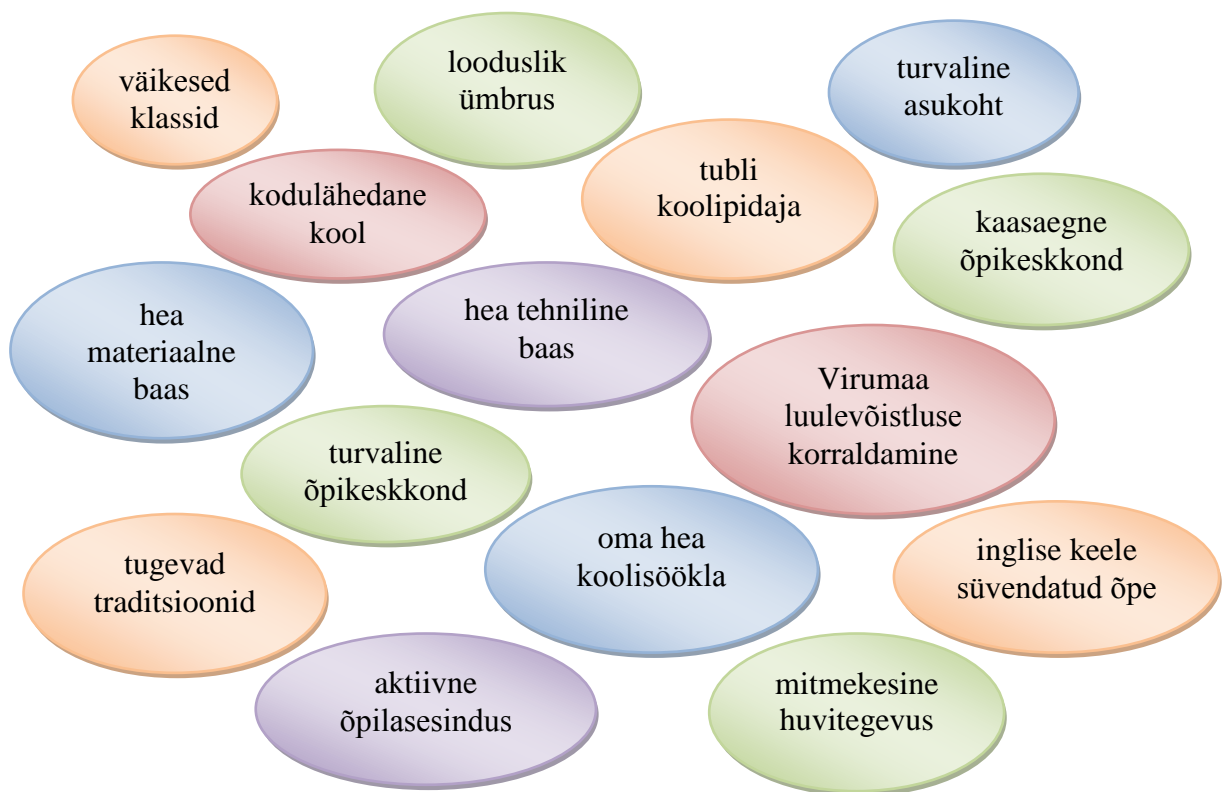 väikesed
klassid
looduslik
ümbrus
turvaline
asukoht
kodulähedane
kool
tubli
koolipidaja
kaasaegne
õpikeskkond
hea
materiaalne
baas
hea tehniline
baas
Virumaa
luulevõistluse
korraldamine
turvaline
õpikeskkond
tugevad
traditsioonid
oma hea
koolisöökla
inglise keele
süvendatud õpe
aktiivne
õpilasesindus
mitmekesine
huvitegevus